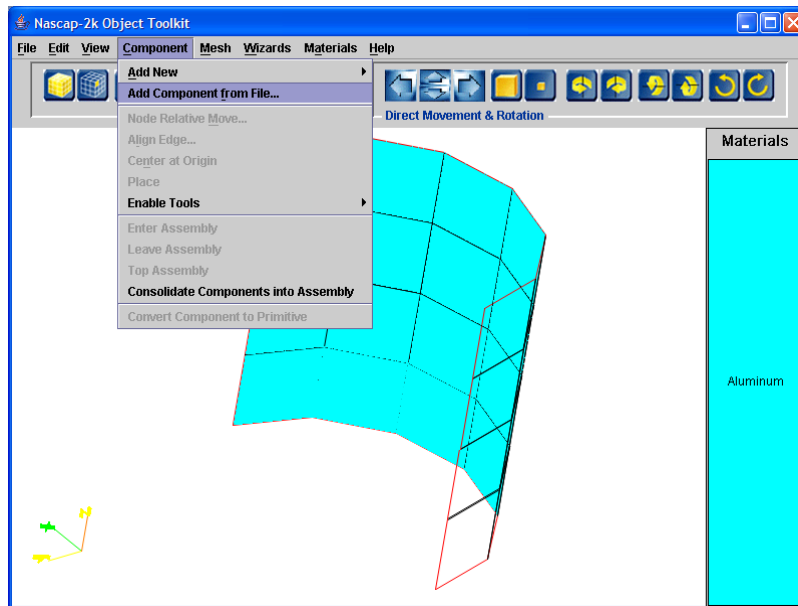 Nascap-2k Object Toolkit
File Edit View Component Mesh Wizards Materials Help
Add New
Add Component from File...
Direct Movement & Rotation
Node Relative Move...
Align Edge...
Center at Origin
Place
Enable Tools
Enter Assembly
Leave Assembly
Top Assembly
Consolidate Components into Assembly
Convert Component to Primitive
Materials
Aluminum